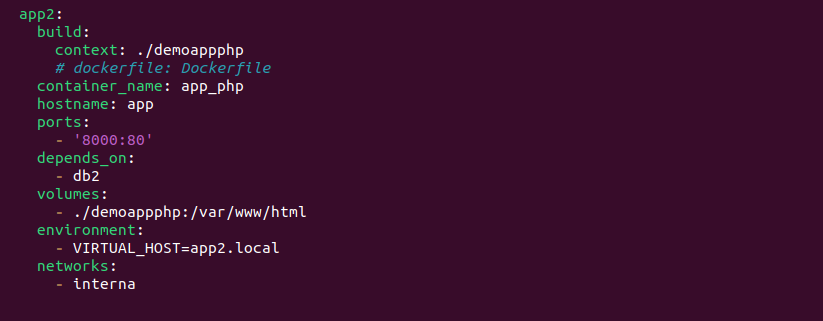 app2:
  build:
    context: ./demoappphp
    # dockerfile: Dockerfile
  container_name: app_php
  hostname: app
  ports:
    - '8000:80'
  depends_on:
    - db2
  volumes:
    - ./demoappphp:/var/www/html
  environment:
    - VIRTUAL_HOST=app2.local
  networks:
    - interna